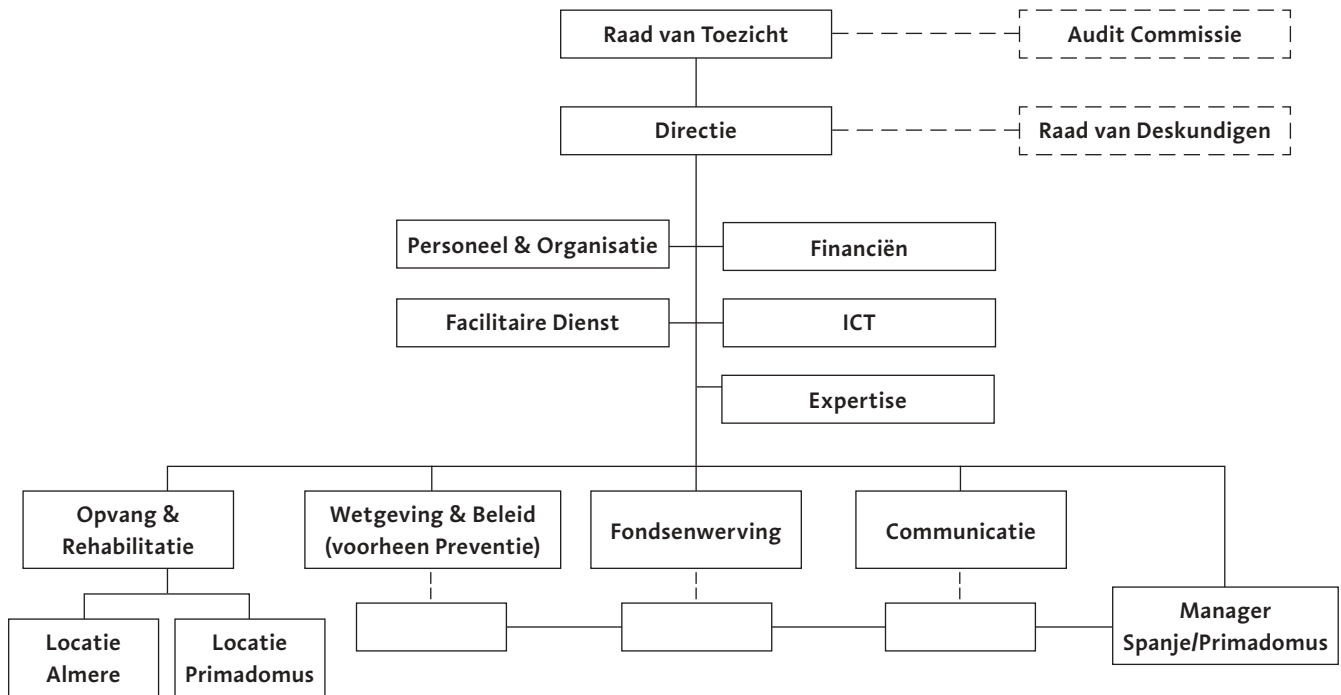 Raad van Toezicht
Audit Commissie
Directie
Raad van Deskundigen
Personeel & Organisatie
Financiën
Facilitaire Dienst
ICT
Expertise
Opvang &
Rehabilitatie
Wetgeving & Beleid
(voorheen Preventie)
Fondsenwerving
Communicatie
Locatie
Almere
Locatie
Primadomus
Manager
Spanje/Primadomus